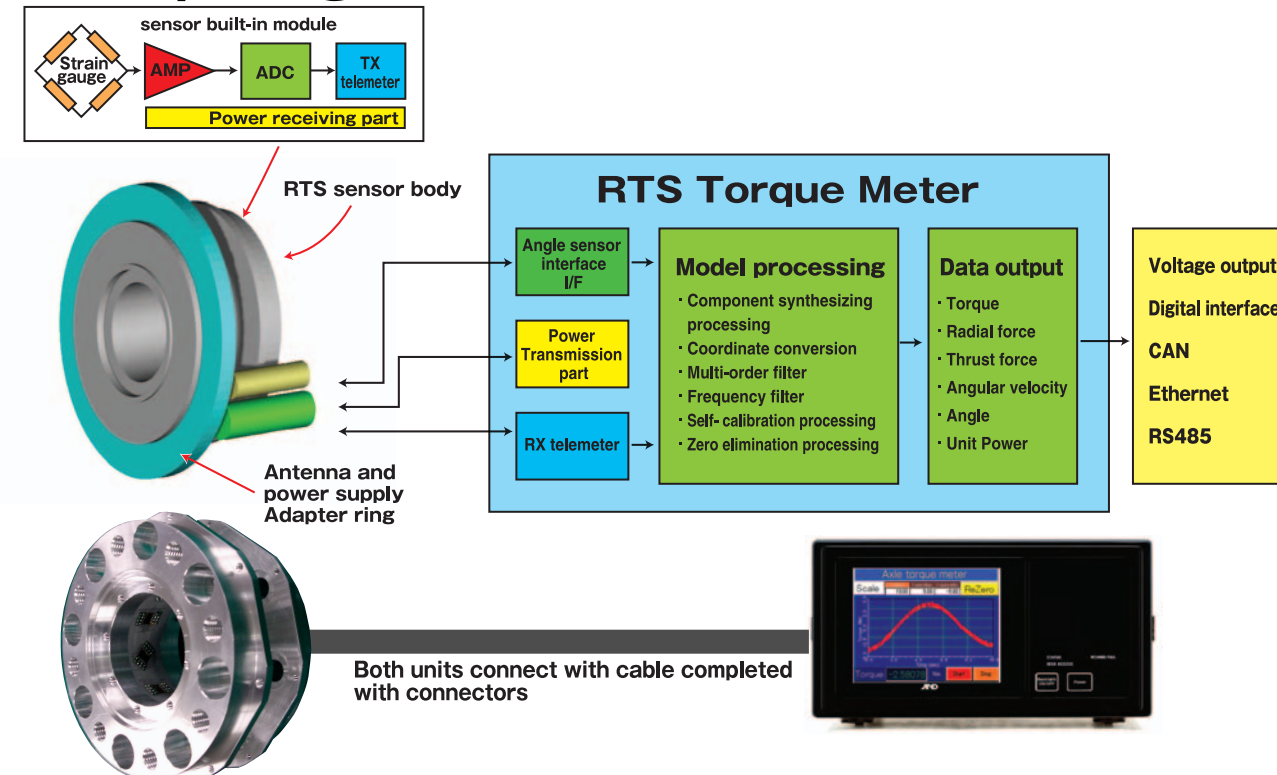 sensor built-in module
Strain
gauge
AMP
ADC
TX
telemeter
Power receiving part
RTS sensor body
Antenna and
power supply
Adapter ring
RTS Torque Meter
Angle sensor
interface
I/F
Power
Transmission
part
RX telemeter
Model processing
・Component synthesizing
processing
・Coordinate conversion
・Multi-order filter
・Frequency filter
・Self- calibration processing
・Zero elimination processing
Data output
・Torque
・Radial force
・Thrust force
・Angular velocity
・Angle
・Unit Power
Voltage output
Digital interface
CAN
Ethernet
RS485
Both units connect with cable completed
with connectors
Axle torque meter
Scale
ReZero
Torque
Start
Stop
AND
Power